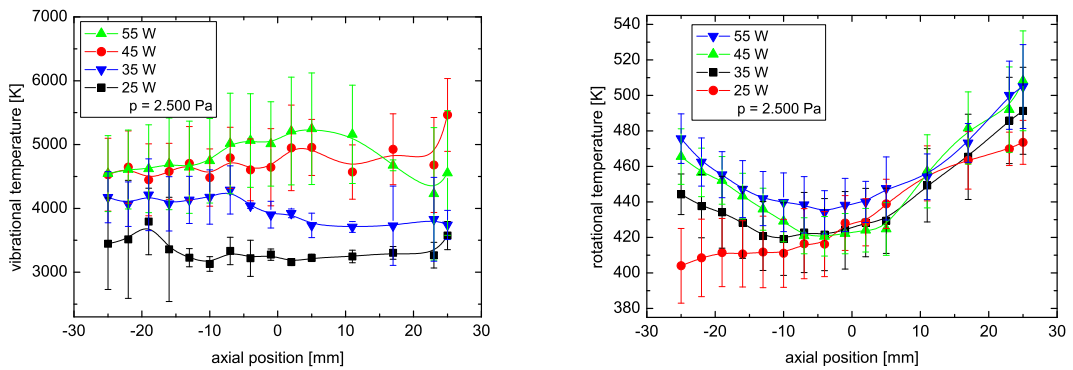 7000
6000
5000
4000
3000
-30
-20
-10
0
10
20
30
vibrational temperature [K]
axial position [mm]
55 W
45 W
35 W
25 W
p = 2.500 Pa
540
520
500
480
460
440
420
400
380
-30
-20
-10
0
10
20
30
rotational temperature [K]
axial position [mm]
55 W
45 W
35 W
25 W
p = 2.500 Pa